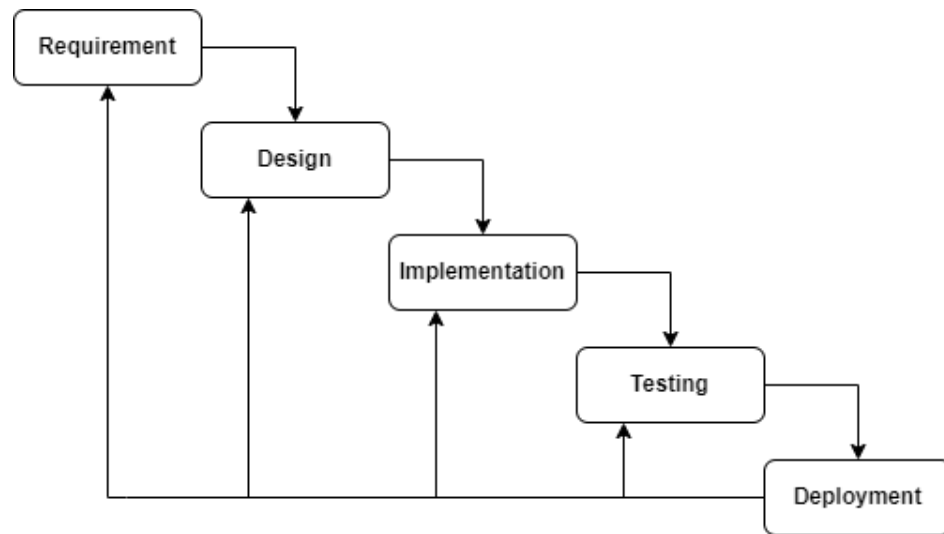 Requirement
Design
Implementation
Testing
Deployment